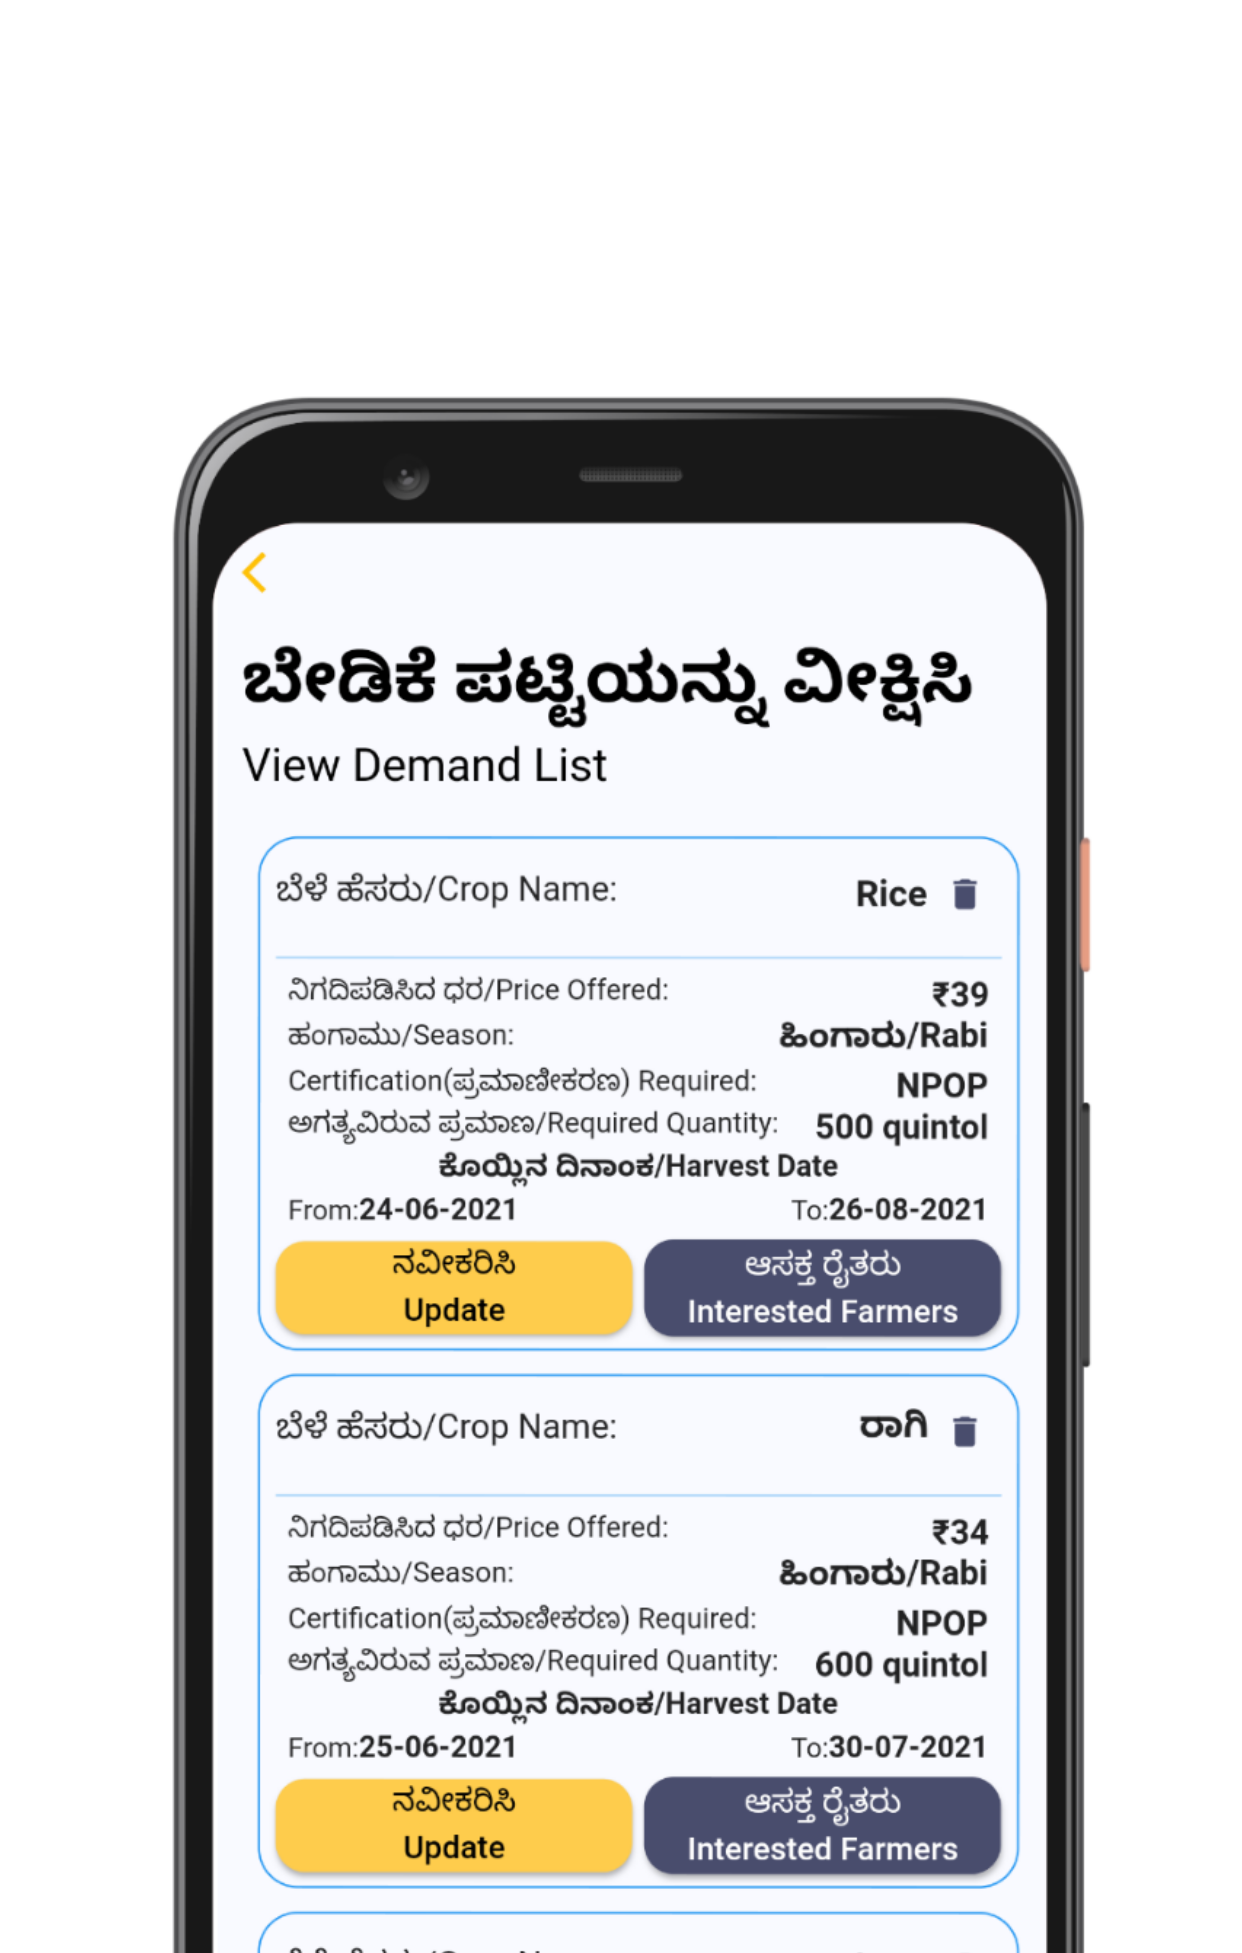 ಬೇಡಿಕೆ ಪಟ್ಟಿಯನ್ನು ವೀಕ್ಷಿಸಿ
View Demand List
ಬೆಳೆ ಹೆಸರು/Crop Name: Rice
ನಿಗದಿಪಡಿಸಿದ ಧರ/Price Offered: ₹39
ಹಂಗಾಮು/Season: ಹಿಂಗಾರು/Rabi
Certification(ಪ್ರಮಾಣೀಕರಣ) Required: NPOP
ಅಗತ್ಯವಿರುವ ಪ್ರಮಾಣ/Required Quantity: 500 quintol
ಕೊಯ್ಲಿನ ದಿನಾಂಕ/Harvest Date
From:24-06-2021 To:26-08-2021
ನವೀಕರಿಸಿ ಆಸಕ್ತ ರೈತರು
Update Interested Farmers
ಬೆಳೆ ಹೆಸರು/Crop Name: ರಾಗಿ
ನಿಗದಿಪಡಿಸಿದ ಧರ/Price Offered: ₹34
ಹಂಗಾಮು/Season: ಹಿಂಗಾರು/Rabi
Certification(ಪ್ರಮಾಣೀಕರಣ) Required: NPOP
ಅಗತ್ಯವಿರುವ ಪ್ರಮಾಣ/Required Quantity: 600 quintol
ಕೊಯ್ಲಿನ ದಿನಾಂಕ/Harvest Date
From:25-06-2021 To:30-07-2021
ನವೀಕರಿಸಿ ಆಸಕ್ತ ರೈತರು
Update Interested Farmers